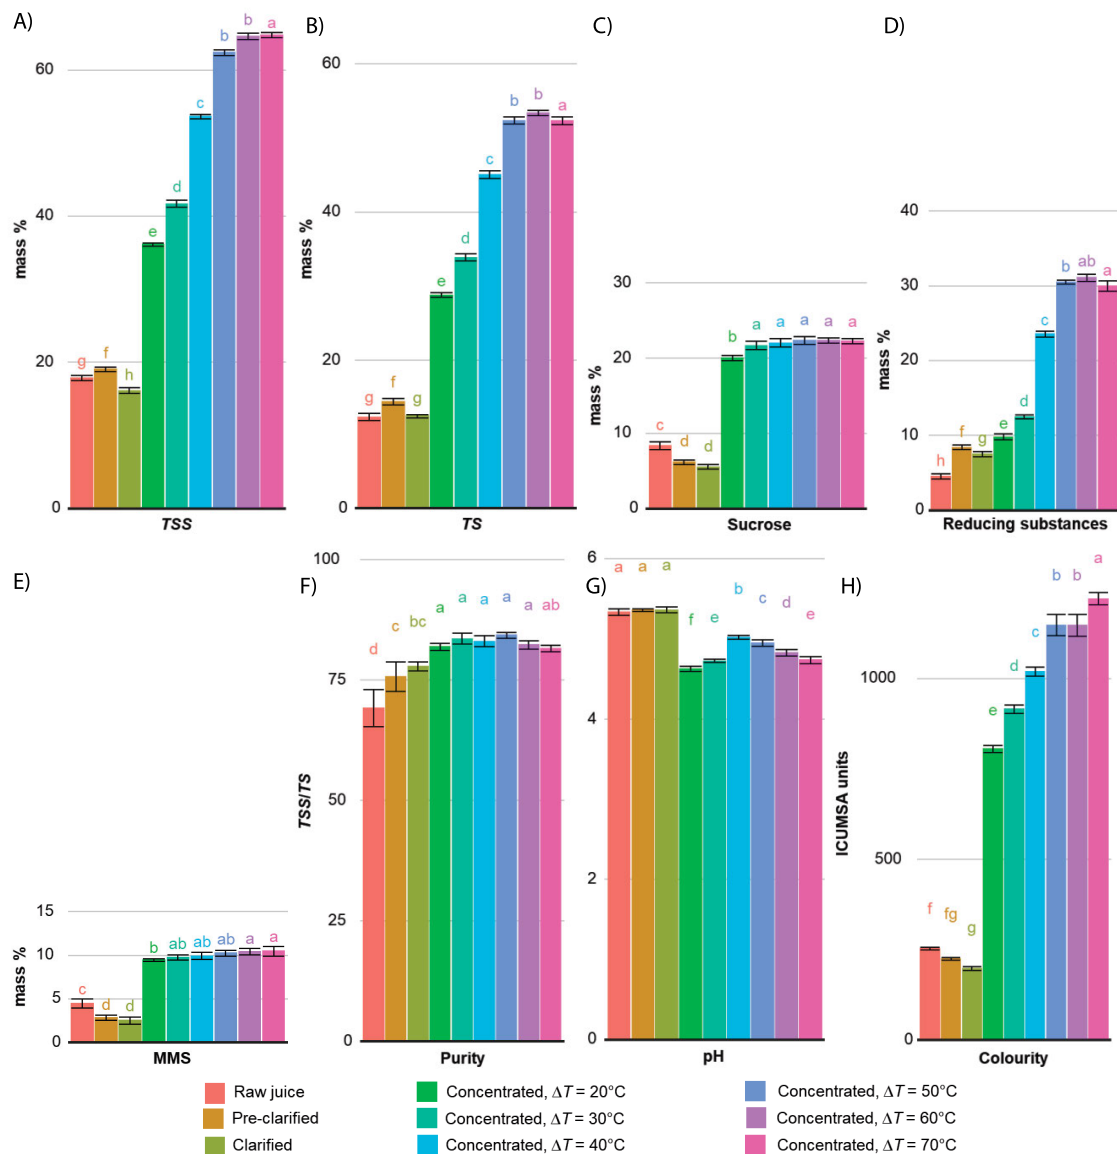 A)
B)
C)
D)
mass %
60
40
20
0
g
f
h
e
d
c
b
b
a
TSS
mass %
60
40
20
0
g
f
g
e
d
c
b
b
a
TS
mass %
30
20
10
0
c
d
d
b
a
a
a
a
a
Sucrose
mass %
40
30
20
10
0
h
f
g
e
d
c
b
ab
a
Reducing substances
E)
F)
G)
H)
mass %
15
10
5
0
c
d
d
b
ab
ab
ab
a
a
MMS
TSS/TS
100
75
50
25
0
d
c
bc
a
a
a
a
a
ab
Purity
6
4
2
0
a
a
a
f
e
b
c
d
e
pH
ICUMSA units
1000
500
0
f
fg
g
e
d
c
b
b
a
Colourity
Raw juice
Pre-clarified
Clarified
Concentrated, ΔT = 20°C
Concentrated, ΔT = 30°C
Concentrated, ΔT = 40°C
Concentrated, ΔT = 50°C
Concentrated, ΔT = 60°C
Concentrated, ΔT = 70°C